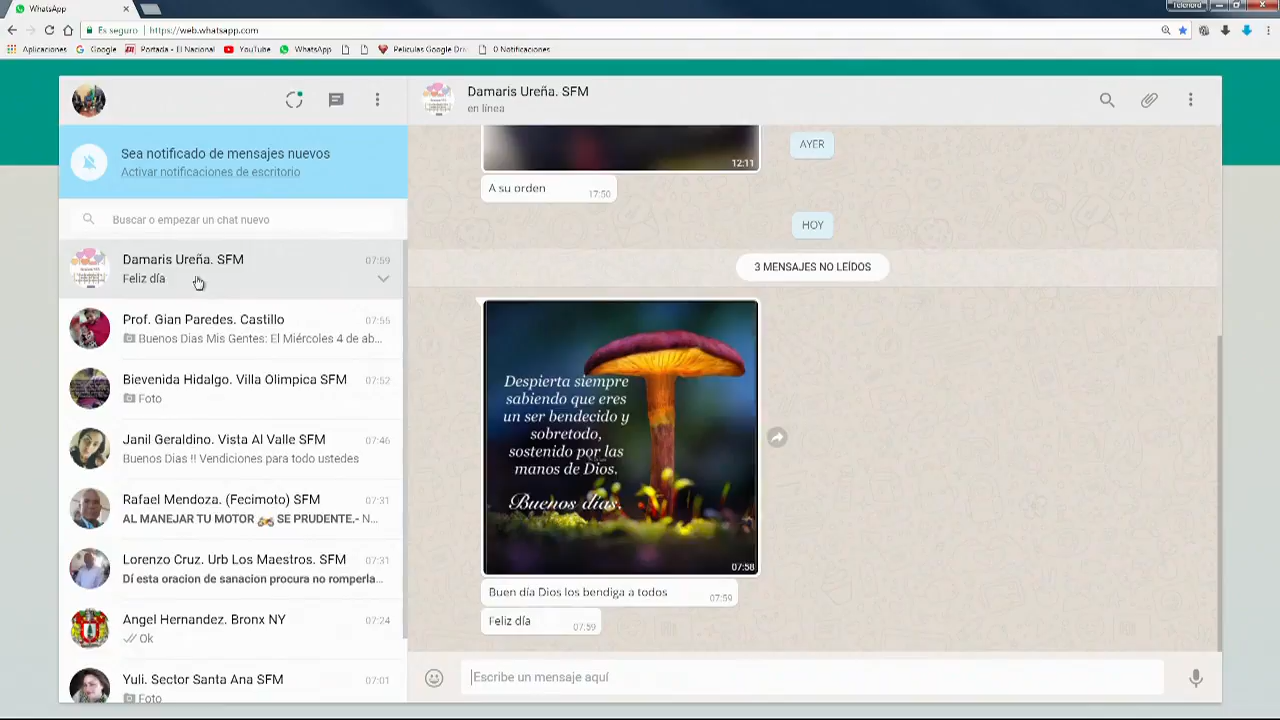 WhatsApp
Telenord
Es seguro https://web.whatsapp.com
Aplicaciones Google Portada - El Nacional YouTube WhatsApp Peliculas Google Dri 0 Notificaciones
Sea notificado de mensajes nuevos
Activar notificaciones de escritorio
Buscar o empezar un chat nuevo
Damaris Ureña. SFM 07:59
Feliz día
Prof. Gian Paredes. Castillo 07:55
Buenos Dias Mis Gentes: El Miércoles 4 de ab...
Bievenida Hidalgo. Villa Olimpica SFM 07:52
Foto
Janil Geraldino. Vista Al Valle SFM 07:46
Buenos Dias !! Vendiciones para todo ustedes
Rafael Mendoza. (Fecimoto) SFM 07:31
AL MANEJAR TU MOTOR 🏍 SE PRUDENTE.- N...
Lorenzo Cruz. Urb Los Maestros. SFM 07:31
Dí esta oracion de sanacion procura no romperla...
Angel Hernandez. Bronx NY 07:24
Ok
Yuli. Sector Santa Ana SFM 07:01
Foto
Damaris Ureña. SFM
en línea
12:11
AYER
A su orden 17:50
HOY
3 MENSAJES NO LEÍDOS
Despierta siempre
sabiendo que eres
un ser bendecido y
sobretodo,
sostenido por las
manos de Dios.
Buenos días.
07:58
Buen día Dios los bendiga a todos 07:59
Feliz día 07:59
Escribe un mensaje aquí